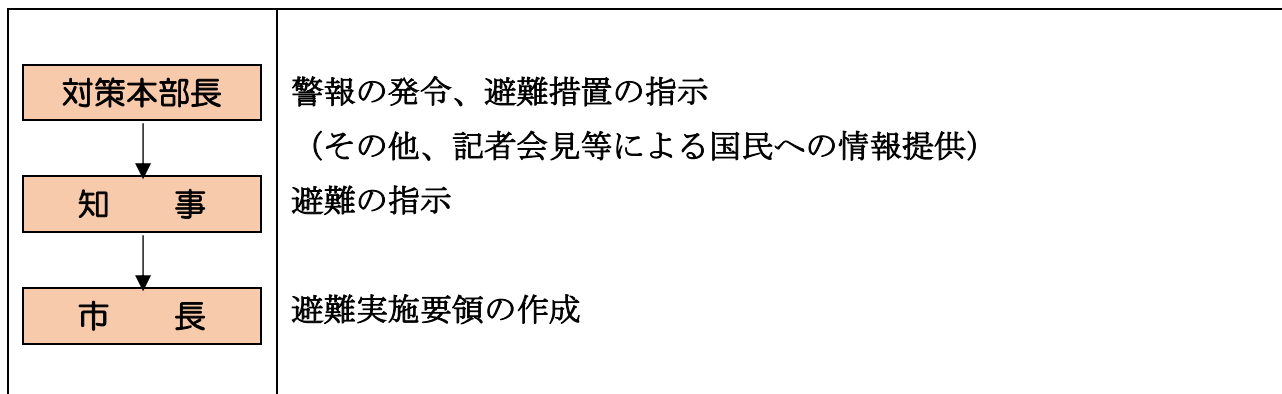 対策本部長
警報の発令、避難措置の指示
（その他、記者会見等による国民への情報提供）
知　　事
避難の指示
市　　長
避難実施要領の作成